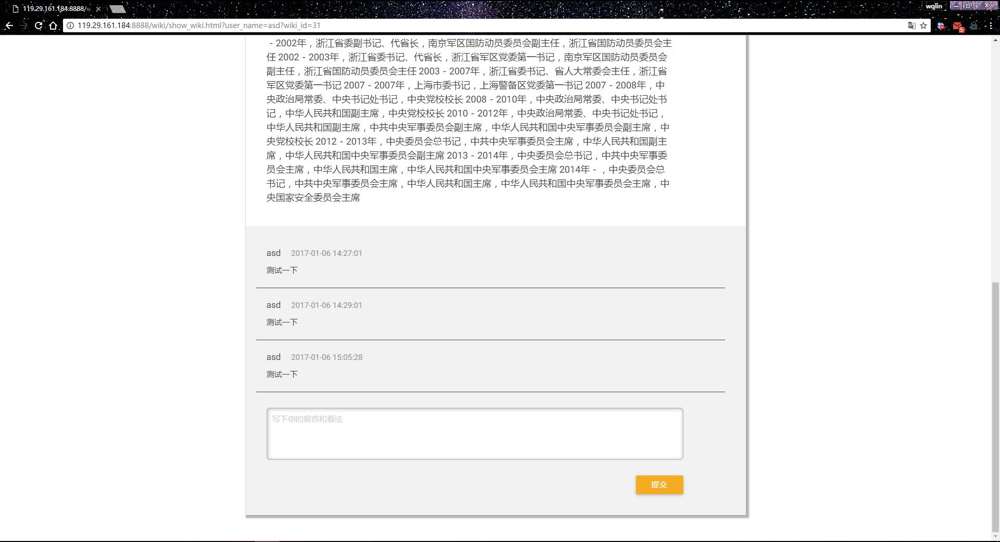 119.29.161.184:8888/w
wqlin
119.29.161.184:8888/wiki/show_wiki.html?user_name=asd?wiki_id=31
5
- 2002年，浙江省委副书记、代省长，南京军区国防动员委员会副主任，浙江省国防动员委员会主
任 2002 - 2003年，浙江省委书记、代省长，浙江省军区党委第一书记，南京军区国防动员委员会
副主任，浙江省国防动员委员会主任 2003 - 2007年，浙江省委书记、省人大常委会主任，浙江省
军区党委第一书记 2007 - 2007年，上海市委书记，上海警备区党委第一书记 2007 - 2008年，中
央政治局常委、中央书记处书记，中央党校校长 2008 - 2010年，中央政治局常委、中央书记处书
记，中华人民共和国副主席，中央党校校长 2010 - 2012年，中央政治局常委、中央书记处书记，
中华人民共和国副主席，中共中央军事委员会副主席，中华人民共和国中央军事委员会副主席，中
央党校校长 2012 - 2013年，中央委员会总书记，中共中央军事委员会主席，中华人民共和国副主
席，中华人民共和国中央军事委员会副主席 2013 - 2014年，中央委员会总书记，中共中央军事委
员会主席，中华人民共和国主席，中华人民共和国中央军事委员会主席 2014年 - ，中央委员会总
书记，中共中央军事委员会主席，中华人民共和国主席，中华人民共和国中央军事委员会主席，中
央国家安全委员会主席
asd 2017-01-06 14:27:01
测试一下
asd 2017-01-06 14:29:01
测试一下
asd 2017-01-06 15:05:28
测试一下
写下你的留言和看法
提交